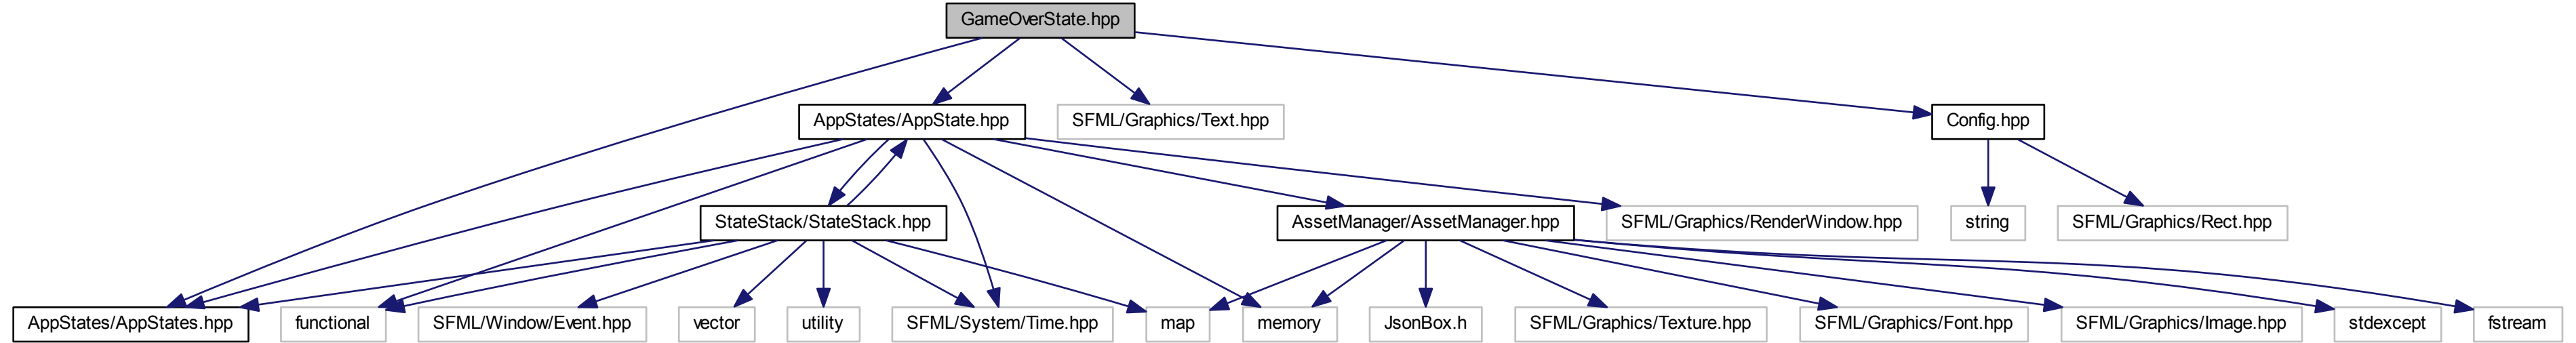 GameOverState.hpp
AppStates/AppState.hpp
SFML/Graphics/Text.hpp
Config.hpp
StateStack/StateStack.hpp
AssetManager/AssetManager.hpp
SFML/Graphics/RenderWindow.hpp
string
SFML/Graphics/Rect.hpp
AppStates/AppStates.hpp
functional
SFML/Window/Event.hpp
vector
utility
SFML/System/Time.hpp
map
memory
JsonBox.h
SFML/Graphics/Texture.hpp
SFML/Graphics/Font.hpp
SFML/Graphics/Image.hpp
stdexcept
fstream